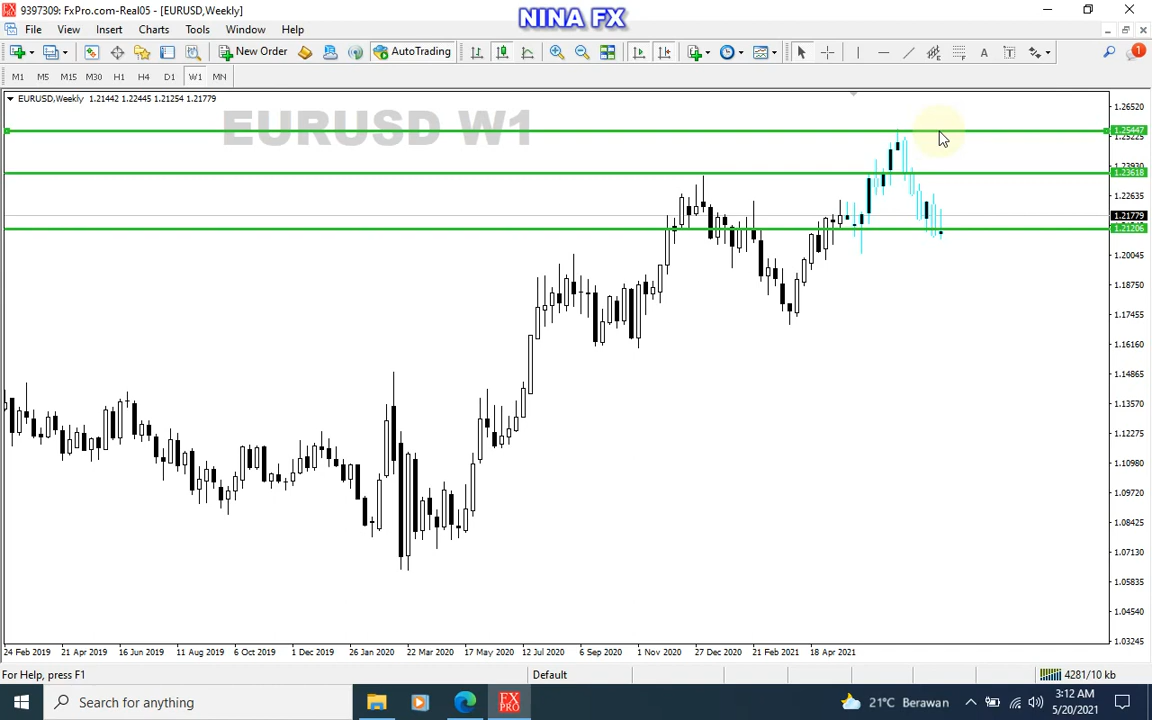 NINA FX
9397309: FxPro.com-Real05 - [EURUSD,Weekly]
File View Insert Charts Tools Window Help
New Order AutoTrading
M1 M5 M15 M30 H1 H4 D1 W1 MN
EURUSD,Weekly 1.21442 1.22445 1.21254 1.21779
EURUSD W1
1.26520
1.25447
1.23618
1.22635
1.21779
1.21206
1.20045
1.18750
1.17455
1.16160
1.14865
1.13570
1.12275
1.10980
1.09720
1.08425
1.07130
1.05835
1.04540
1.03245
24 Feb 2019 21 Apr 2019 16 Jun 2019 11 Aug 2019 6 Oct 2019 1 Dec 2019 26 Jan 2020 22 Mar 2020 17 May 2020 12 Jul 2020 6 Sep 2020 1 Nov 2020 27 Dec 2020 21 Feb 2021 18 Apr 2021
For Help, press F1 Default 4281/10 kb
Search for anything
FX PRO
21°C Berawan
3:12 AM
5/20/2021